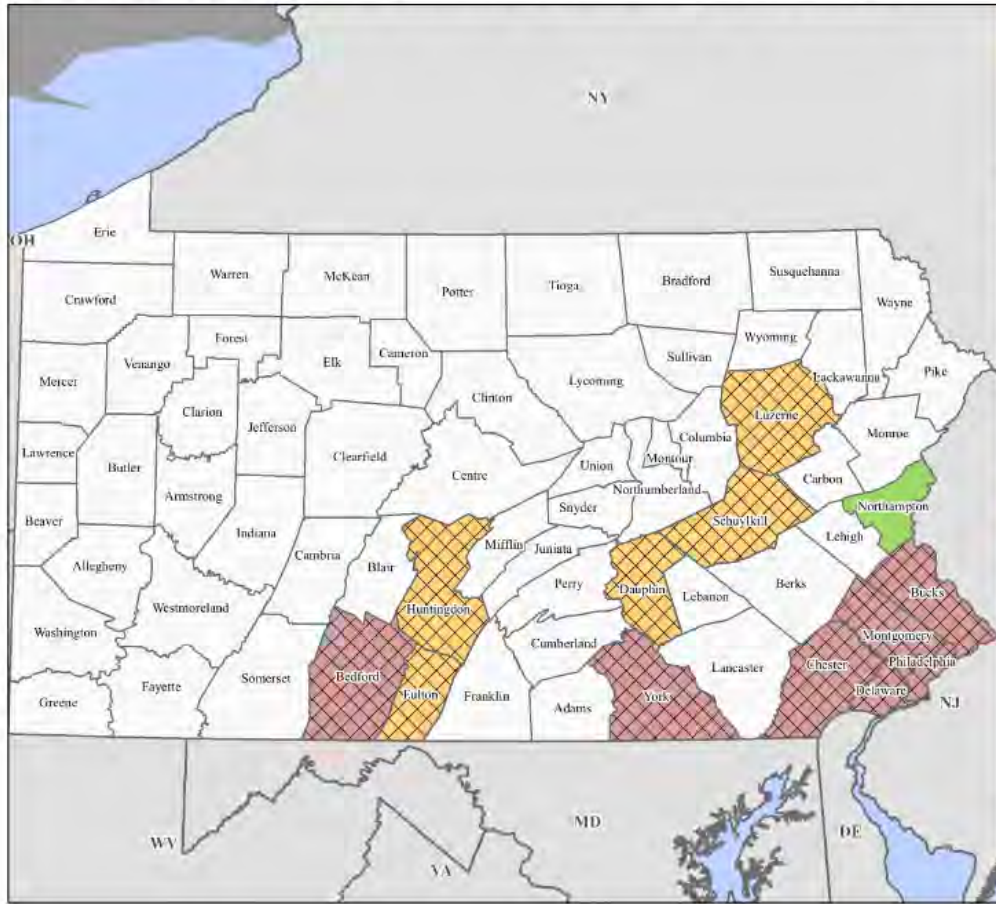 NY
OH
Erie
Warren
McKean
Potter
Tioga
Bradford
Susquehanna
Crawford
Wayne
Forest
Wyoming
Venango
Elk
Cameron
Sullivan
Lackawanna
Pike
Mercer
Lycoming
Clarion
Clinton
Luzerne
Jefferson
Columbia
Monroe
Lawrence
Butler
Clearfield
Montour
Centre
Union
Carbon
Armstrong
Northumberland
Northampton
Snyder
Beaver
Schuylkill
Indiana
Lehigh
Mifflin
Juniata
Cambria
Allegheny
Blair
Perry
Dauphin
Berks
Lebanon
Bucks
Huntingdon
Westmoreland
Washington
Montgomery
Cumberland
Philadelphia
Chester
Lancaster
Bedford
Somerset
Fulton
Franklin
York
Delaware
Fayette
Greene
Adams
NJ
MD
DE
WV
VA